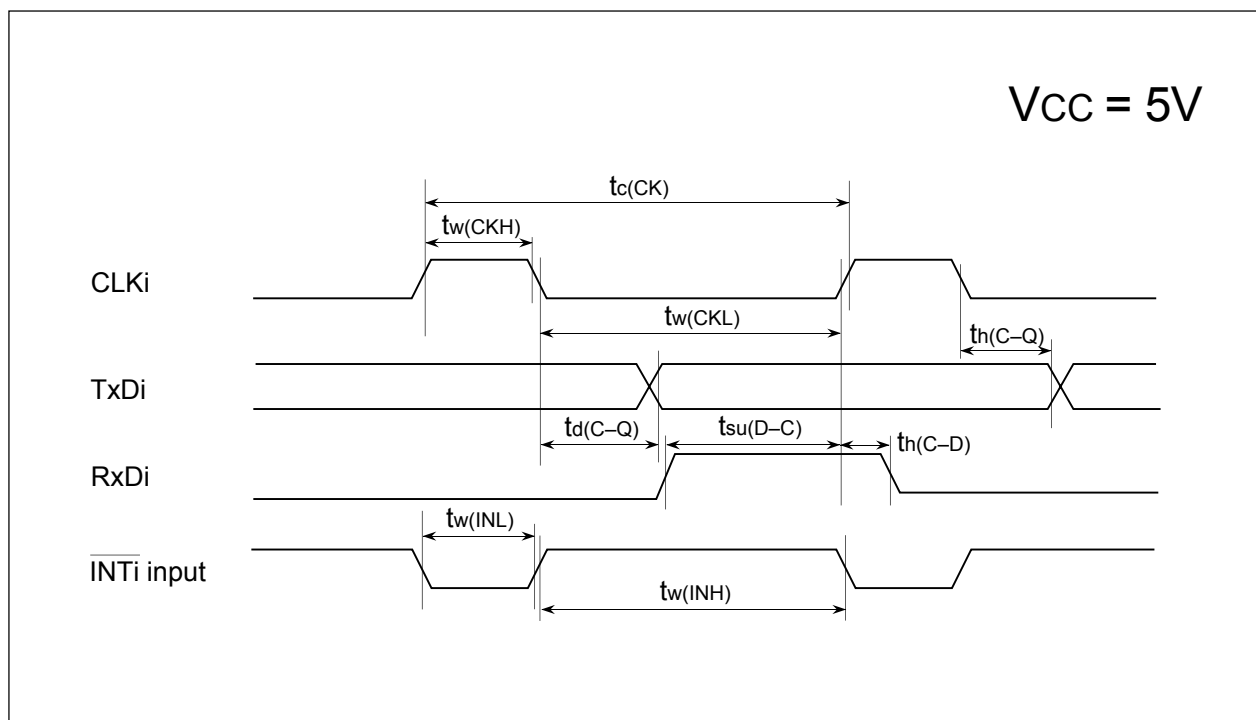 VCC = 5V
tc(CK)
tw(CKH)
CLKi
tw(CKL)
th(C–Q)
TxDi
td(C–Q)
tsu(D–C)
th(C–D)
RxDi
tw(INL)
INTi input
tw(INH)